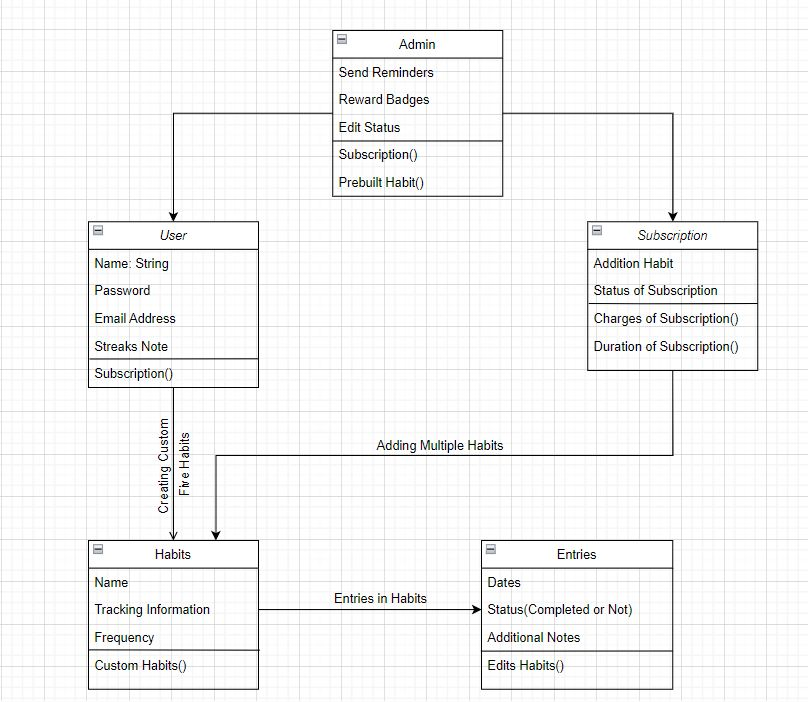 Admin
Send Reminders
Reward Badges
Edit Status
Subscription()
Prebuilt Habit()
User
Name: String
Password
Email Address
Streaks Note
Subscription()
Subscription
Addition Habit
Status of Subscription
Charges of Subscription()
Duration of Subscription()
Creating Custom
Five Habits
Adding Multiple Habits
Habits
Name
Tracking Information
Frequency
Custom Habits()
Entries in Habits
Entries
Dates
Status(Completed or Not)
Additional Notes
Edits Habits()